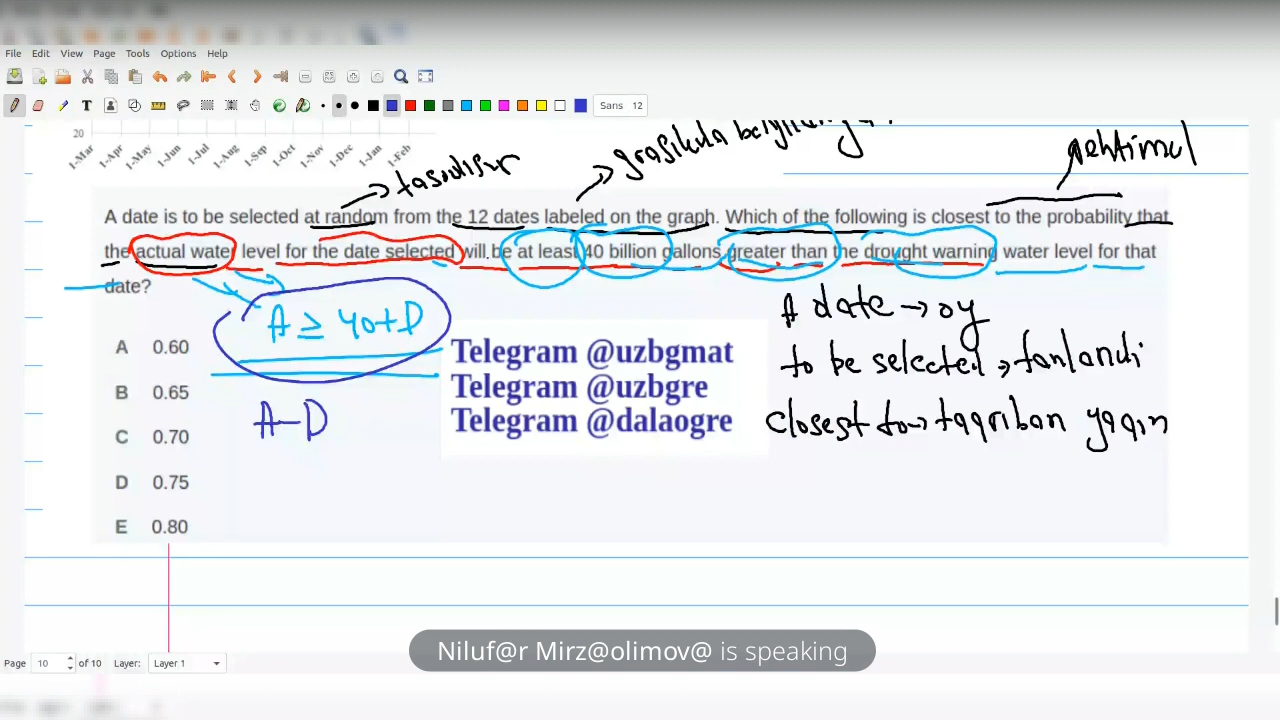 File Edit View Page Tools Options Help
T Sans 12
20
1-Mar 1-Apr 1-May 1-Jun 1-Jul 1-Aug 1-Sep 1-Oct 1-Nov 1-Dec 1-Jan 1-Feb
A date is to be selected at random from the 12 dates labeled on the graph. Which of the following is closest to the probability that
the actual water level for the date selected will be at least 40 billion gallons greater than the drought warning water level for that
date?
A ≥ 40+D
A date → oy
A 0.60
to be selected → tanlandi
B 0.65
A-D
closest to → taqriban yaqin
C 0.70
D 0.75
E 0.80
Telegram @uzbgmat
Telegram @uzbgre
Telegram @dalaogre
Niluf@r Mirz@olimov@ is speaking
Page 10 of 10 Layer: Layer 1